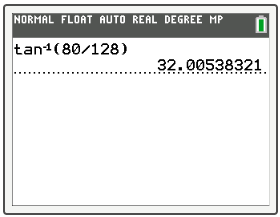 NORMAL FLOAT AUTO REAL DEGREE MP
tan⁻¹(80/128)
32.00538321